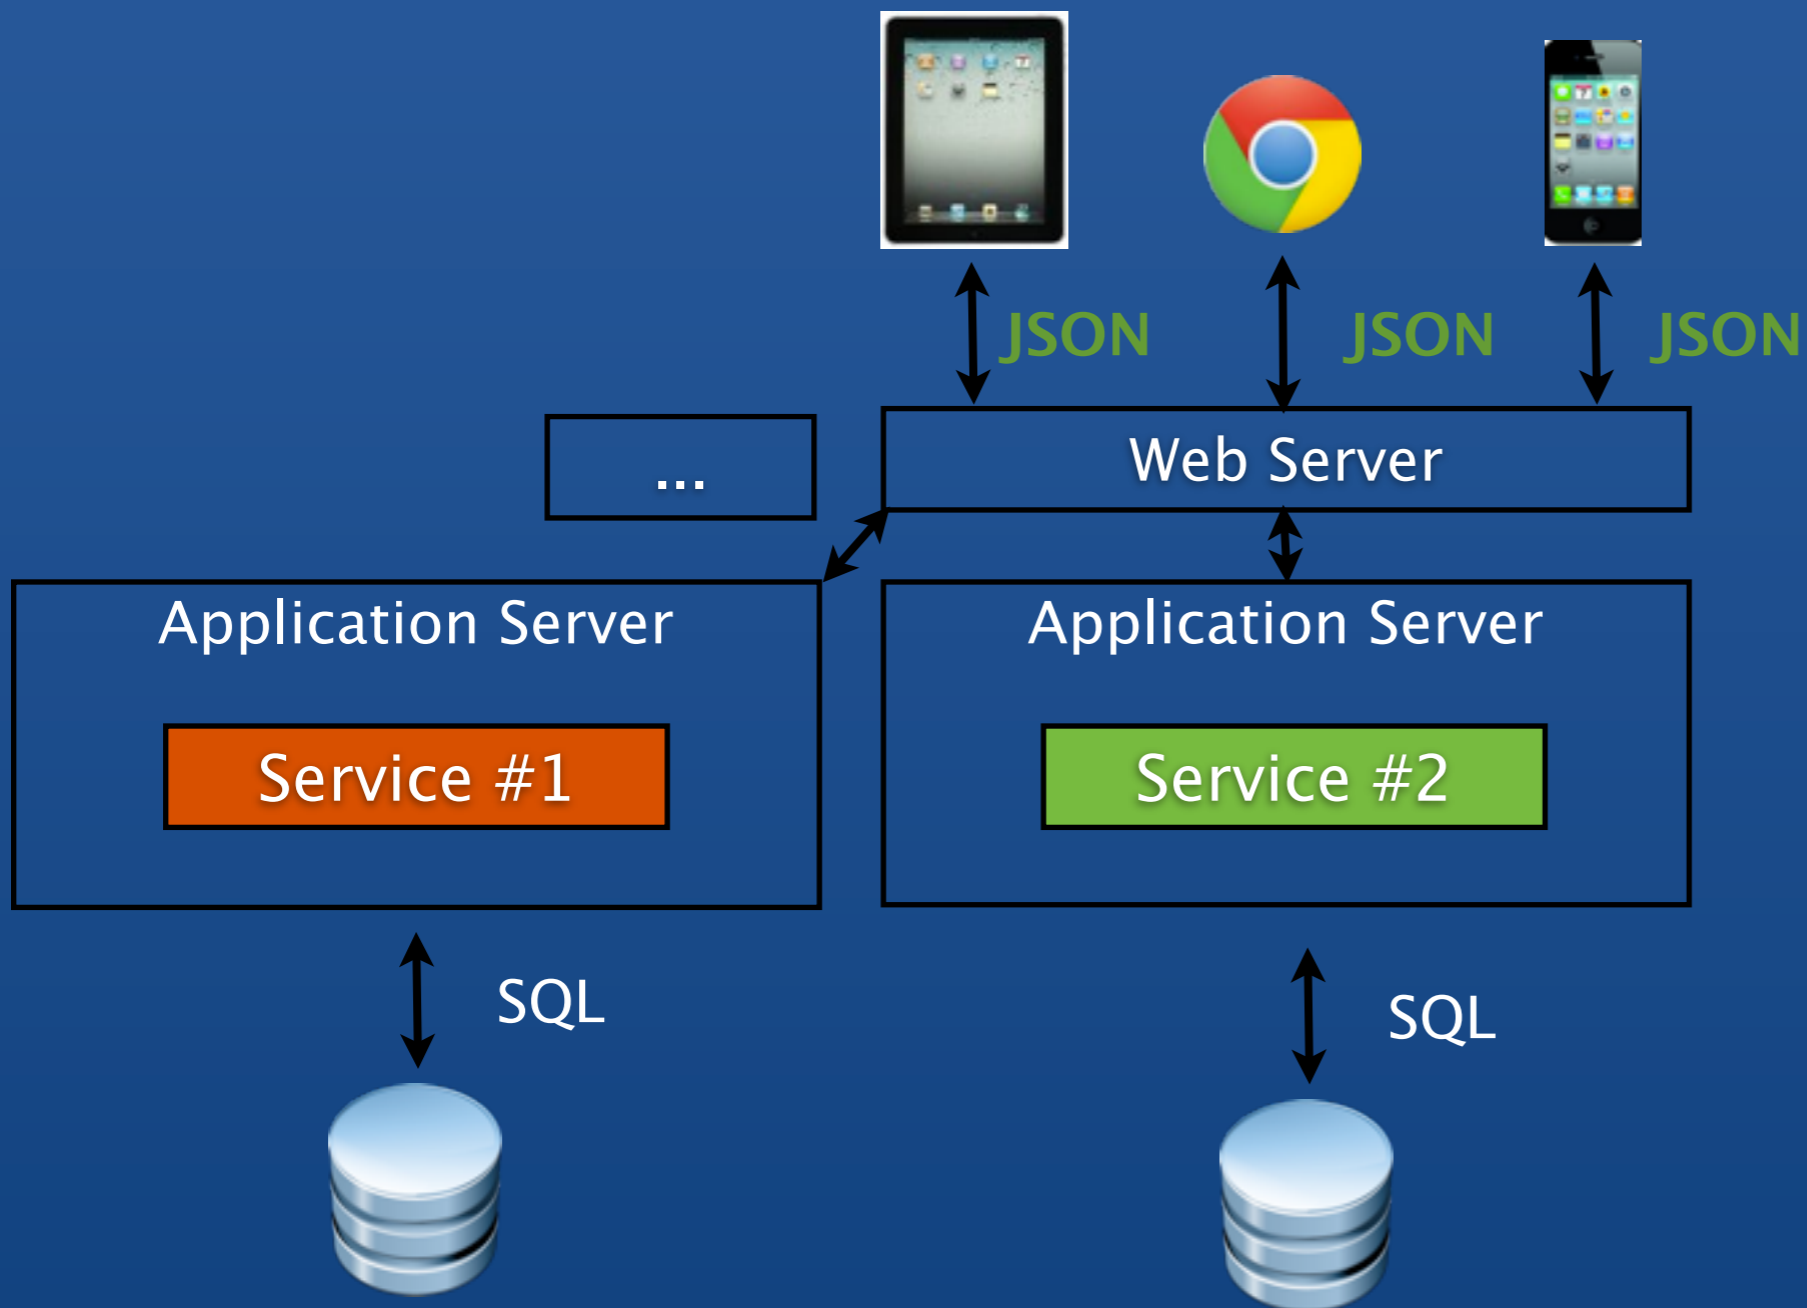 JSON
JSON
JSON
...
Web Server
Application Server
Application Server
Service #1
Service #2
SQL
SQL